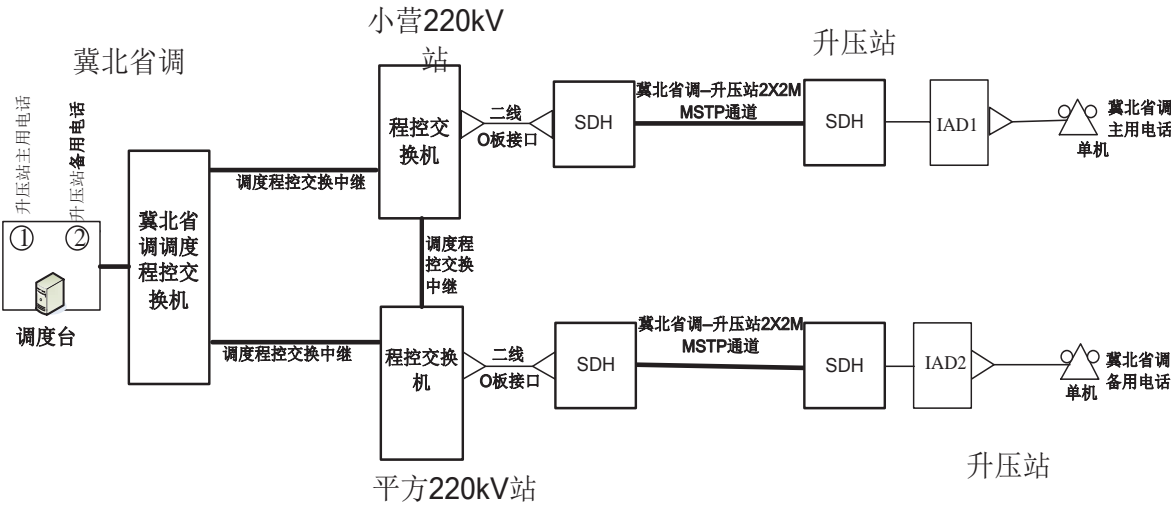 冀北省调
升压站主用电话
升压站备用电话
①
②
调度台
冀北省
调调度
程控交
换机
调度程控交换中继
调度程控交换中继
小营220kV
站
程控交
换机
调度程
控交换
中继
程控交换
机
平方220kV站
二线
O板接口
SDH
冀北省调–升压站2X2M
MSTP通道
升压站
SDH
IAD1
单机
冀北省调
主用电话
二线
O板接口
SDH
冀北省调–升压站2X2M
MSTP通道
SDH
IAD2
单机
冀北省调
备用电话
升压站